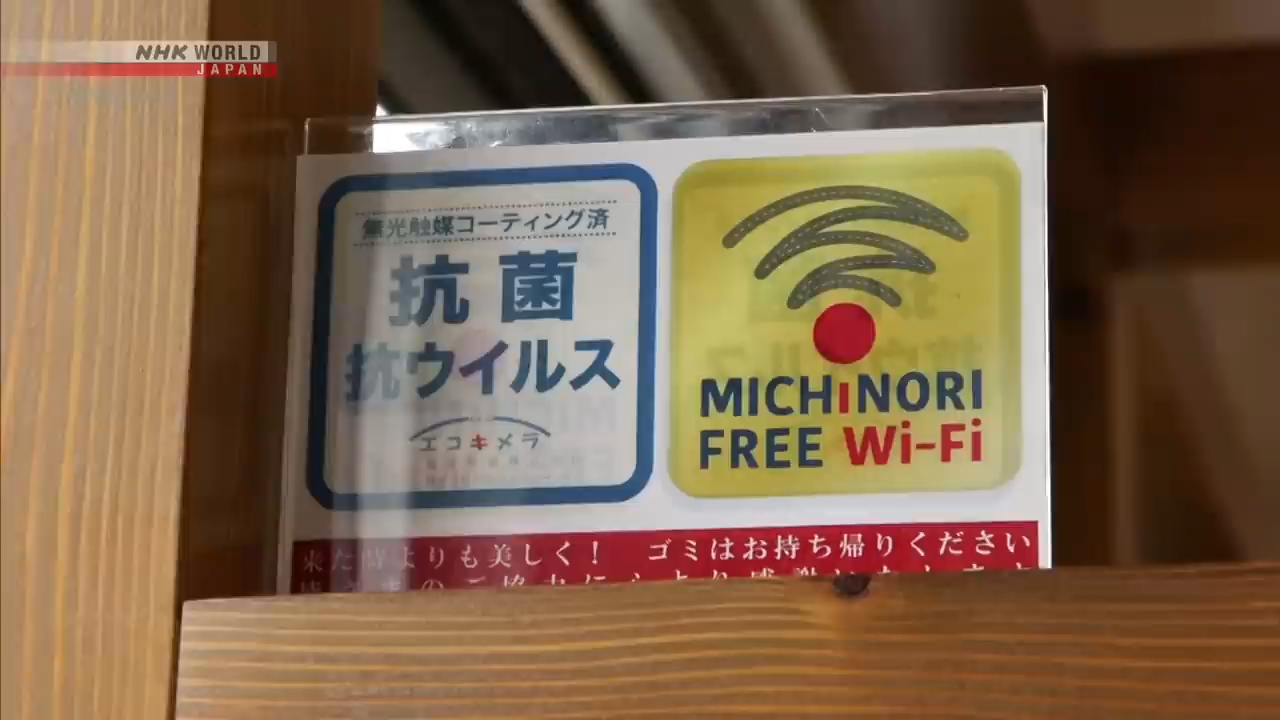 NHK WORLD
JAPAN
無光触媒コーティング済
抗菌
抗ウイルス
エコキメラ
MICHiNORI
FREE Wi-Fi
来た時よりも美しく! ゴミはお持ち帰りください